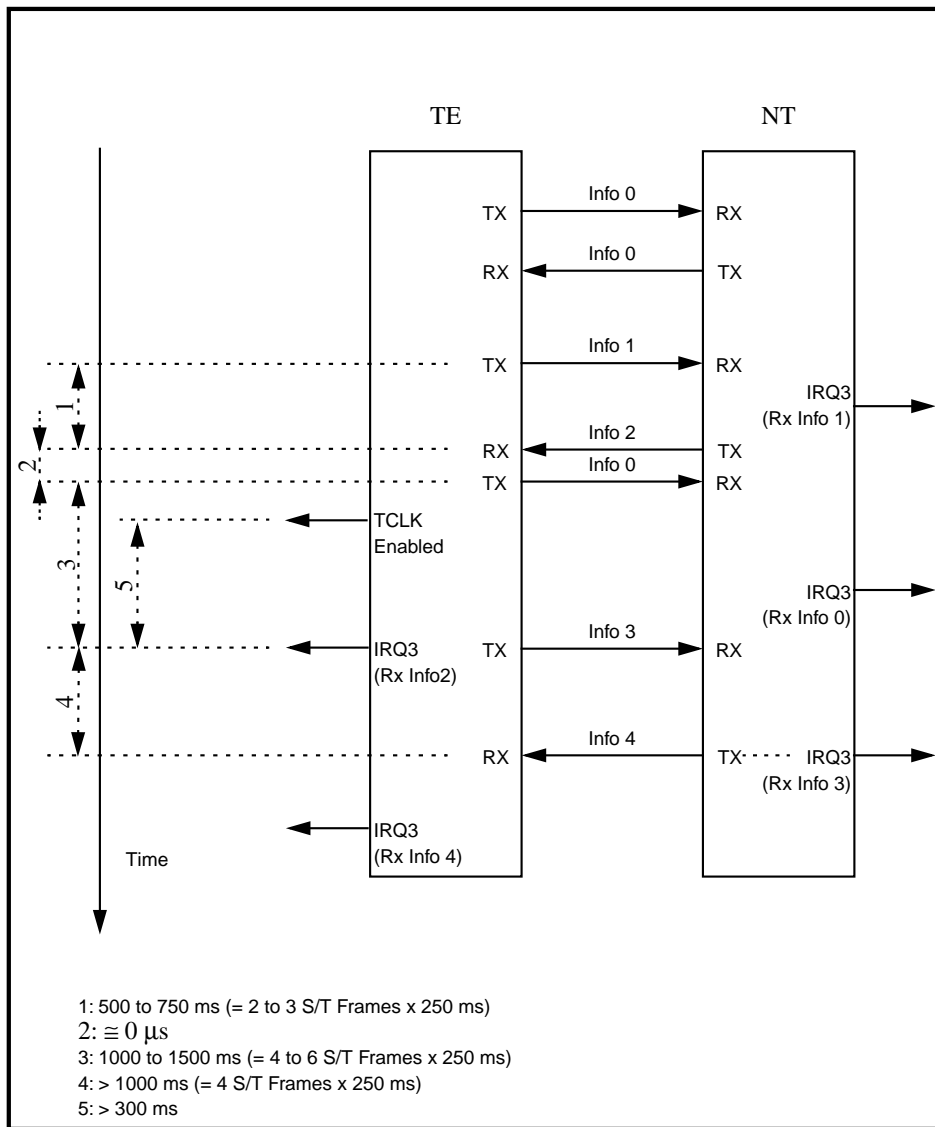 TE NT
TX Info 0 RX
RX Info 0 TX
TX Info 1 RX
1
IRQ3
(Rx Info 1)
RX Info 2 TX
2
TX Info 0 RX
TCLK
Enabled
3
5
IRQ3
(Rx Info 0)
IRQ3
(Rx Info2)
TX Info 3 RX
4
RX Info 4 TX
IRQ3
(Rx Info 3)
IRQ3
(Rx Info 4)
Time
1: 500 to 750 ms (= 2 to 3 S/T Frames x 250 ms)
2: ≅ 0 μs
3: 1000 to 1500 ms (= 4 to 6 S/T Frames x 250 ms)
4: > 1000 ms (= 4 S/T Frames x 250 ms)
5: > 300 ms